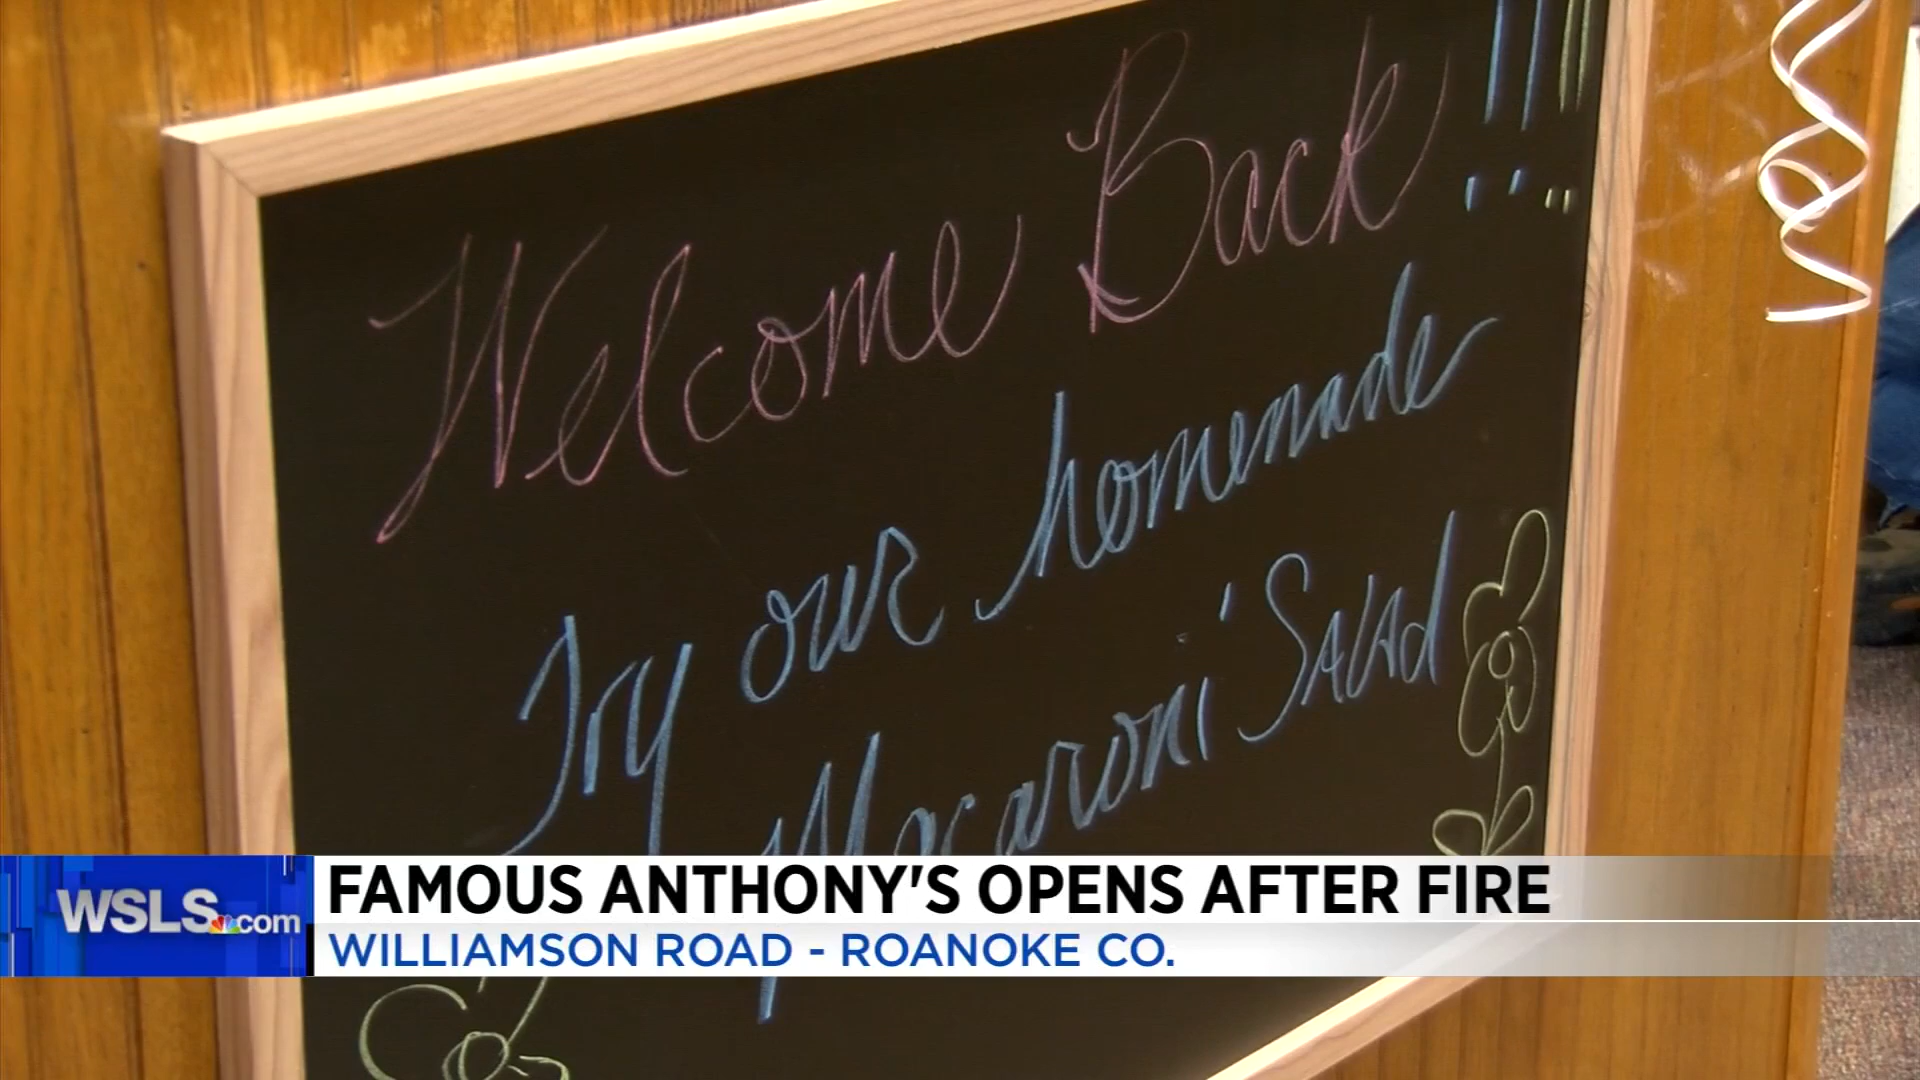 Welcome Back !!!!
Try our homemade
Macaroni Salad
WSLS.com
FAMOUS ANTHONY'S OPENS AFTER FIRE
WILLIAMSON ROAD - ROANOKE CO.